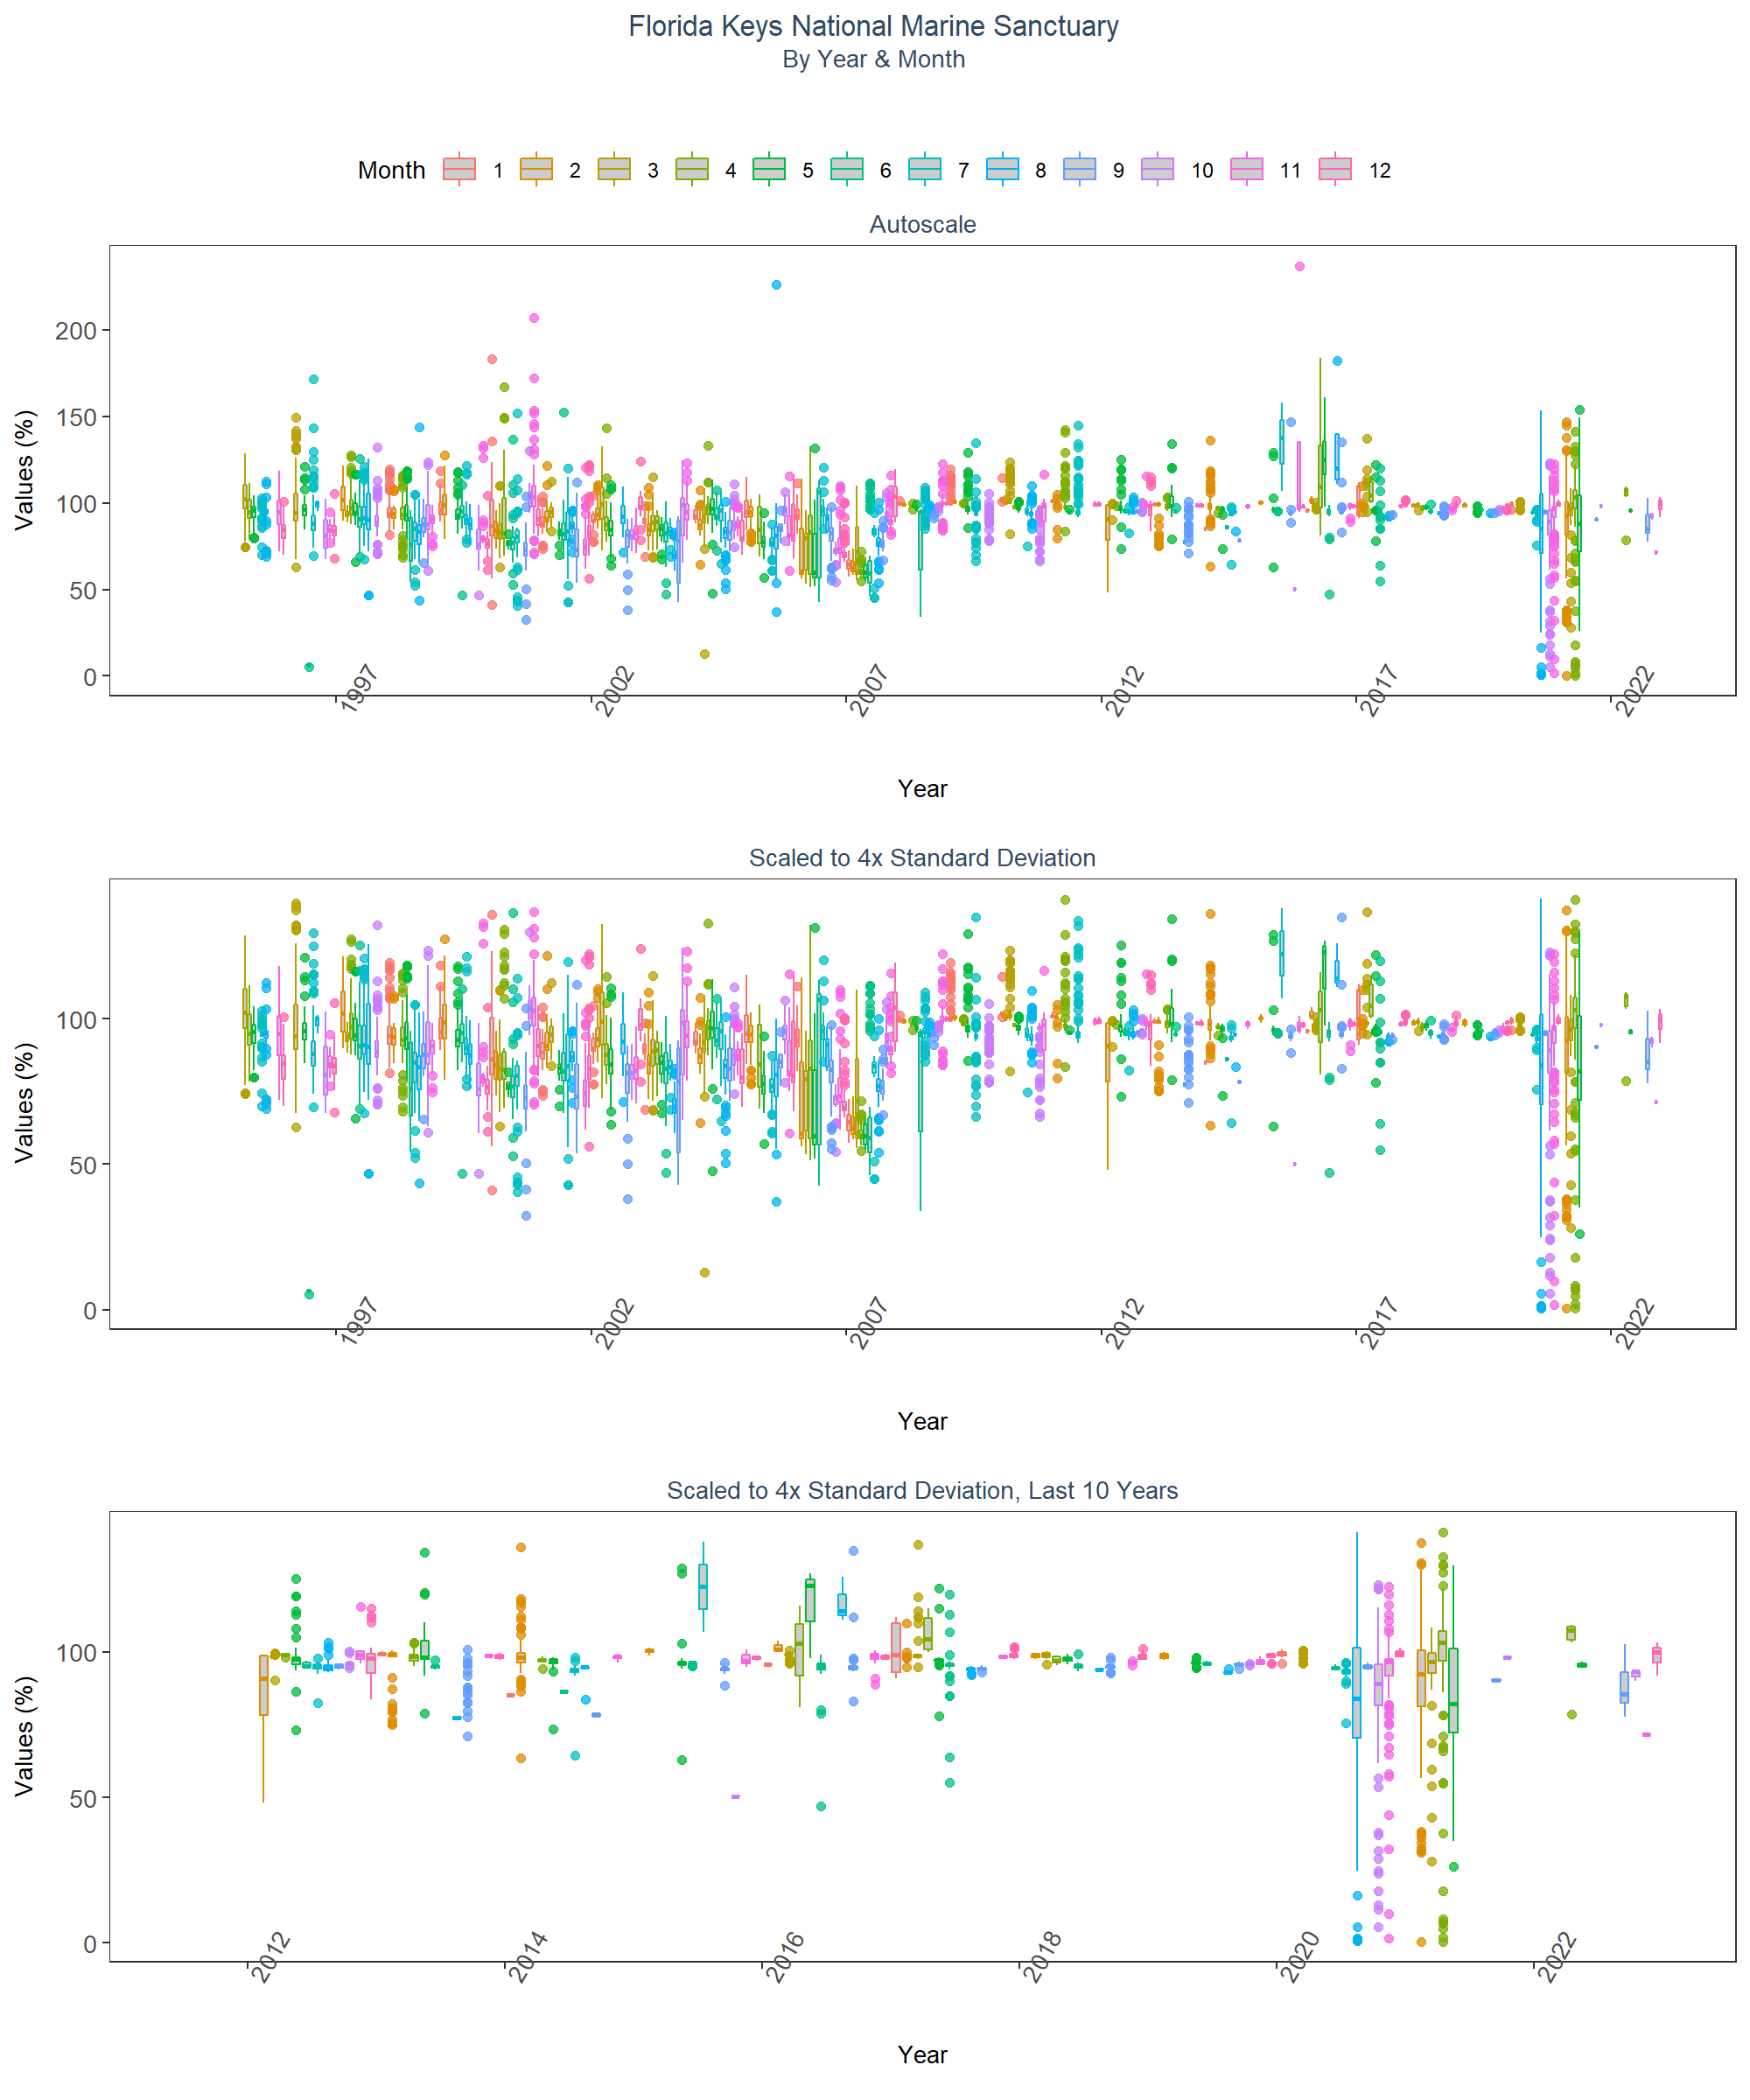 Florida Keys National Marine Sanctuary
By Year & Month
Month 1 2 3 4 5 6 7 8 9 10 11 12
Autoscale
Values (%)
200
150
100
50
0
1997 2002 2007 2012 2017 2022
Year
Scaled to 4x Standard Deviation
Values (%)
100
50
0
1997 2002 2007 2012 2017 2022
Year
Scaled to 4x Standard Deviation, Last 10 Years
Values (%)
100
50
0
2012 2014 2016 2018 2020 2022
Year